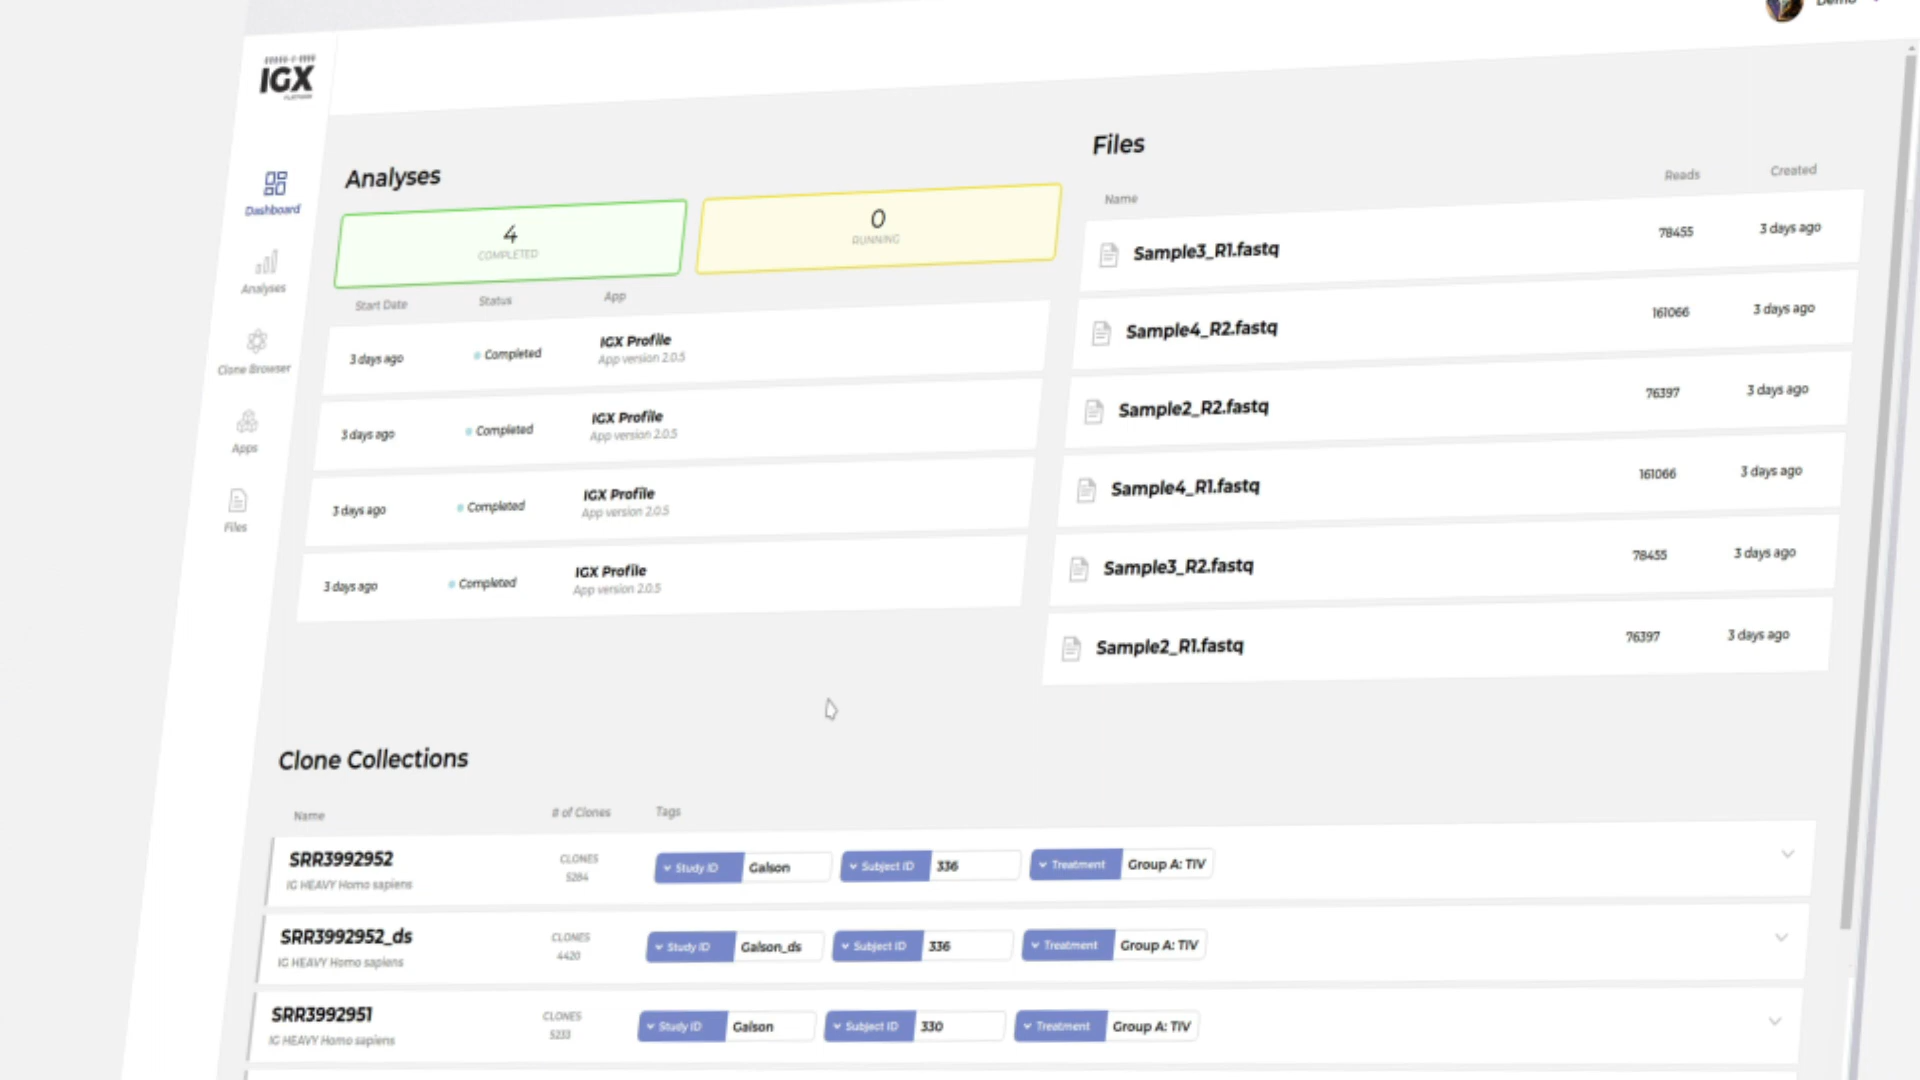 Demo
IGX
PLATFORM
Dashboard
Analyses
Clone Browser
Apps
Files
Analyses
4
COMPLETED
0
RUNNING
Start Date Status App
3 days ago Completed IGX Profile
App version 2.0.5
3 days ago Completed IGX Profile
App version 2.0.5
3 days ago Completed IGX Profile
App version 2.0.5
3 days ago Completed IGX Profile
App version 2.0.5
Files
Name Reads Created
Sample3_R1.fastq 78455 3 days ago
Sample4_R2.fastq 161066 3 days ago
Sample2_R2.fastq 76397 3 days ago
Sample4_R1.fastq 161066 3 days ago
Sample3_R2.fastq 78455 3 days ago
Sample2_R1.fastq 76397 3 days ago
Clone Collections
Name # of Clones Tags
SRR3992952 CLONES Study ID Galson Subject ID 336 Treatment Group A: TIV
IG HEAVY Homo sapiens 5284
SRR3992952_ds CLONES Study ID Galson_ds Subject ID 336 Treatment Group A: TIV
IG HEAVY Homo sapiens 4420
SRR3992951 CLONES Study ID Galson Subject ID 330 Treatment Group A: TIV
IG HEAVY Homo sapiens 5233